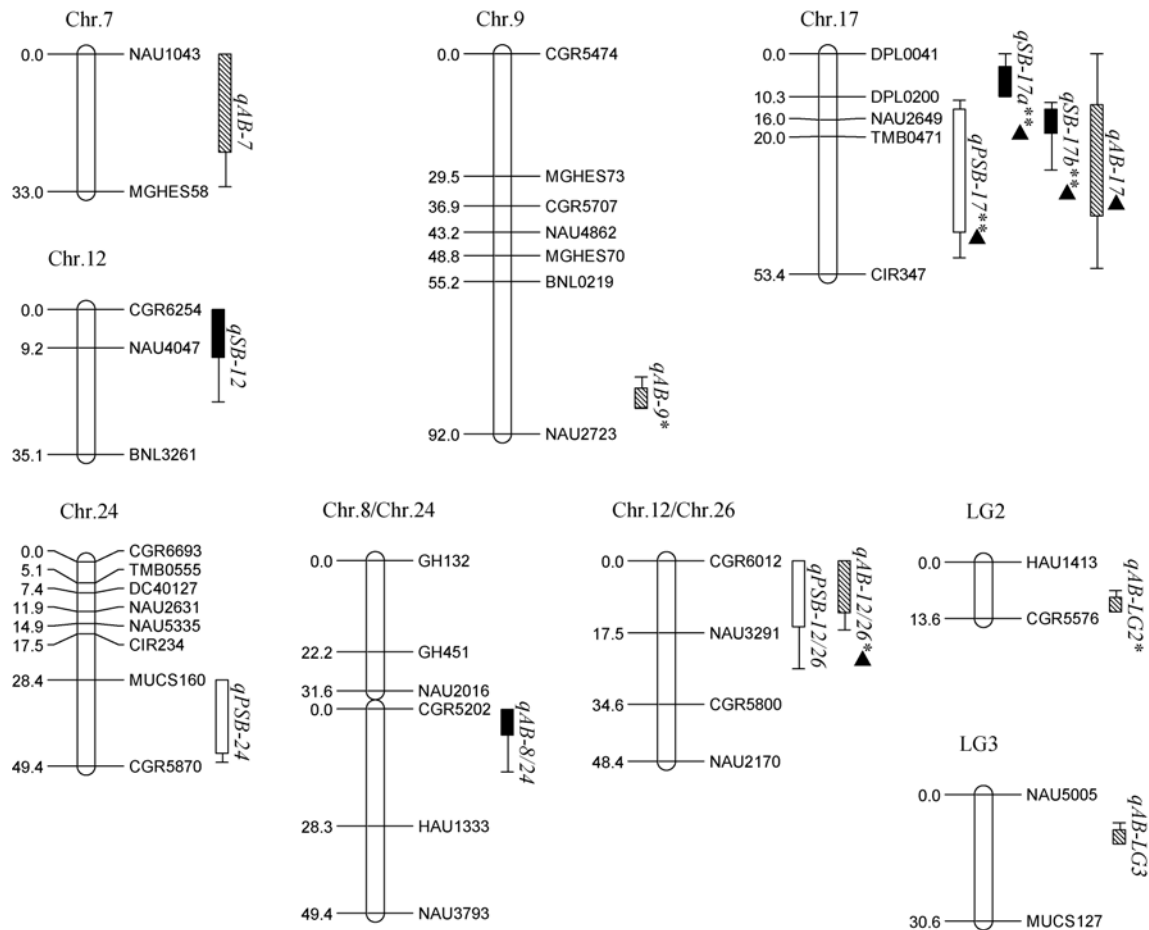 Chr.7
0.0 NAU1043
33.0 MGHES58
qAB-7
Chr.9
0.0 CGR5474
29.5 MGHES73
36.9 CGR5707
43.2 NAU4862
48.8 MGHES70
55.2 BNL0219
92.0 NAU2723
qAB-9*
Chr.17
0.0 DPL0041
10.3 DPL0200
16.0 NAU2649
20.0 TMB0471
53.4 CIR347
qPSB-17**
qSB-17a**
qSB-17b**
qAB-17
Chr.12
0.0 CGR6254
9.2 NAU4047
35.1 BNL3261
qSB-12
Chr.24
0.0 CGR6693
5.1 TMB0555
7.4 DC40127
11.9 NAU2631
14.9 NAU5335
17.5 CIR234
28.4 MUCS160
49.4 CGR5870
qPSB-24
Chr.8/Chr.24
0.0 GH132
22.2 GH451
31.6 NAU2016
0.0 CGR5202
28.3 HAU1333
49.4 NAU3793
qAB-8/24
Chr.12/Chr.26
0.0 CGR6012
17.5 NAU3291
34.6 CGR5800
48.4 NAU2170
qPSB-12/26
qAB-12/26*
LG2
0.0 HAU1413
13.6 CGR5576
qAB-LG2*
LG3
0.0 NAU5005
30.6 MUCS127
qAB-LG3